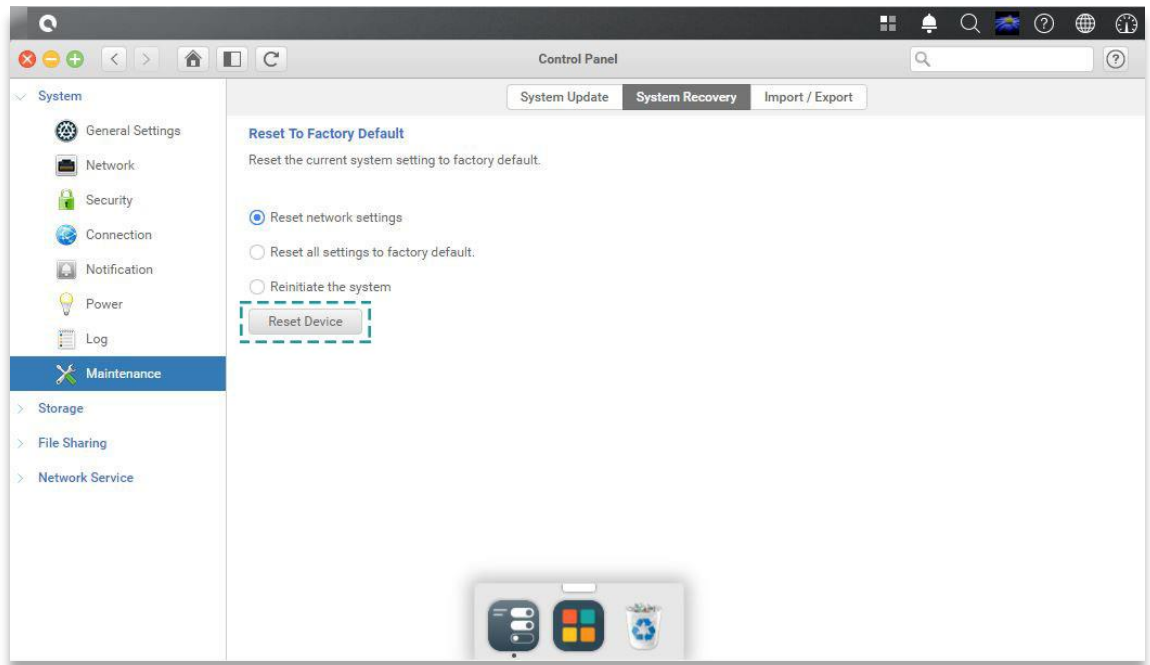 Control Panel
System
System Update
System Recovery
Import / Export
General Settings
Network
Security
Connection
Notification
Power
Log
Maintenance
Storage
File Sharing
Network Service
Reset To Factory Default
Reset the current system setting to factory default.
Reset network settings
Reset all settings to factory default.
Reinitiate the system
Reset Device